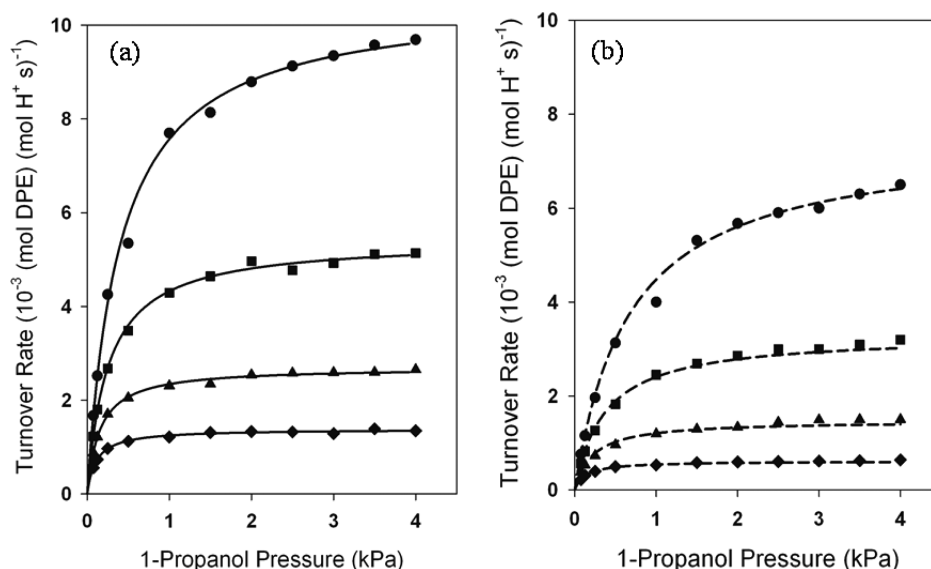 (a)
Turnover Rate (10⁻³ (mol DPE) (mol H⁺ s)⁻¹)
10
8
6
4
2
0
0 1 2 3 4
1-Propanol Pressure (kPa)
(b)
Turnover Rate (10⁻³ (mol DPE) (mol H⁺ s)⁻¹)
10
8
6
4
2
0
0 1 2 3 4
1-Propanol Pressure (kPa)